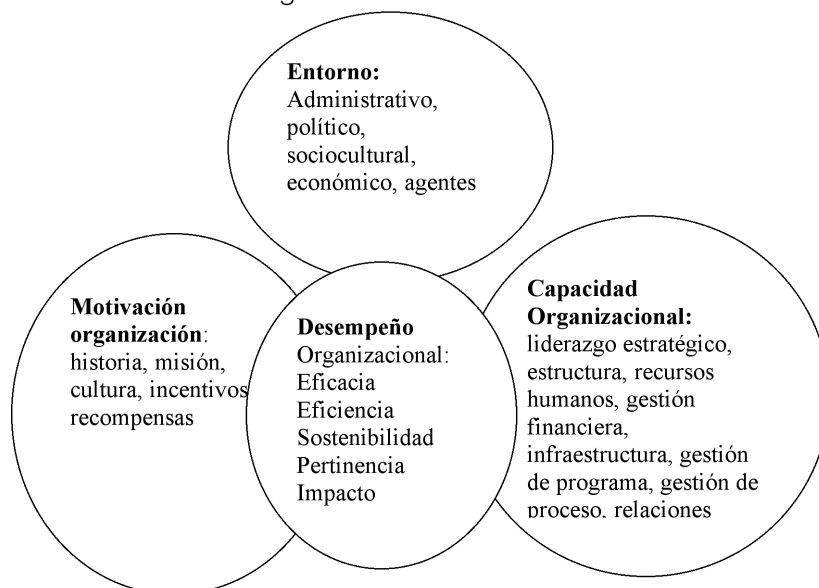 Entorno:
Administrativo,
político,
sociocultural,
económico, agentes
Motivación
organización:
historia, misión,
cultura, incentivos
recompensas
Desempeño
Organizacional:
Eficacia
Eficiencia
Sostenibilidad
Pertinencia
Impacto
Capacidad
Organizacional:
liderazgo estratégico,
estructura, recursos
humanos, gestión
financiera,
infraestructura, gestión
de programa, gestión de
proceso, relaciones